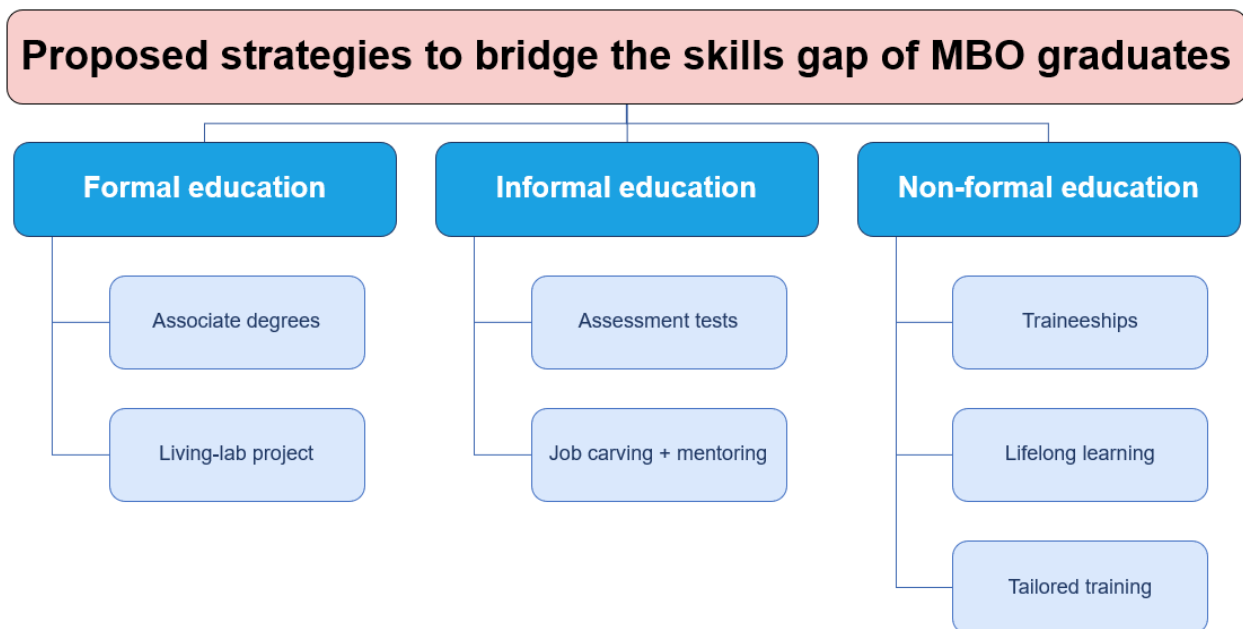 Proposed strategies to bridge the skills gap of MBO graduates
Formal education
Associate degrees
Living-lab project
Informal education
Assessment tests
Job carving + mentoring
Non-formal education
Traineeships
Lifelong learning
Tailored training